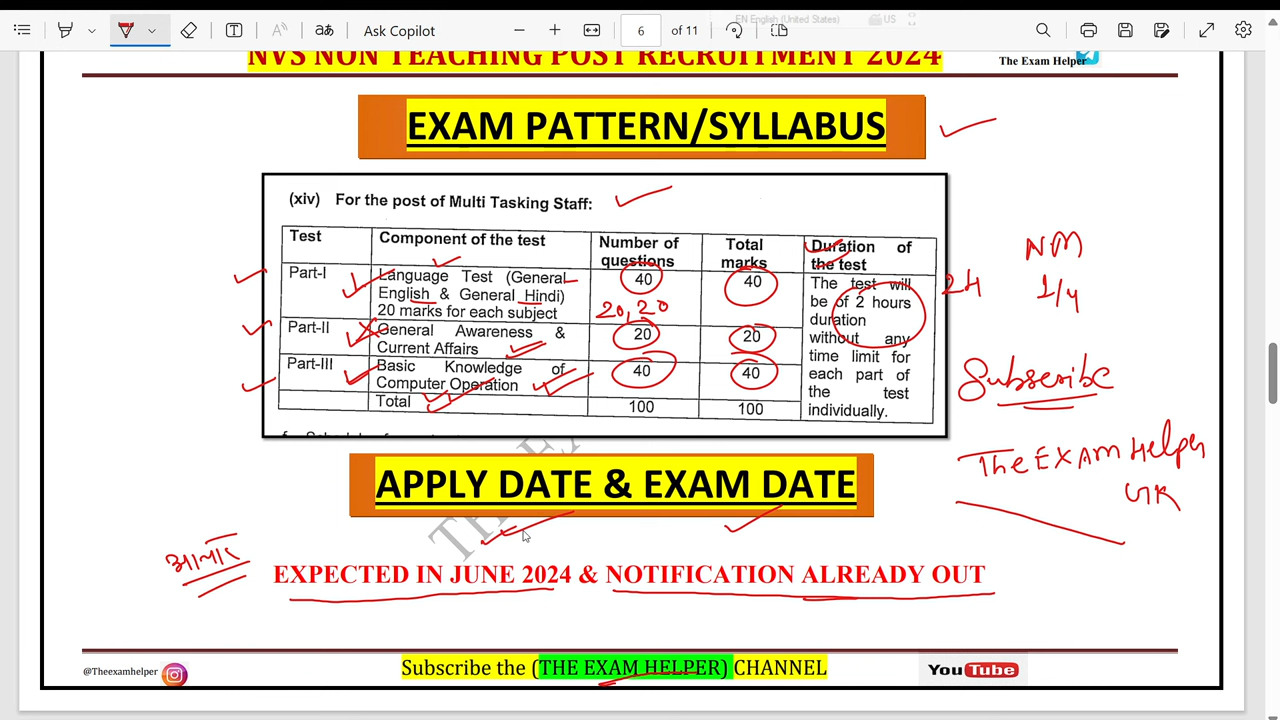 EN English (United States)
US
Ask Copilot
6 of 11
NVS NON TEACHING POST RECRUITMENT 2024
The Exam Helper
EXAM PATTERN/SYLLABUS
(xiv) For the post of Multi Tasking Staff:
Test Component of the test Number of questions Total marks Duration of the test
Part-I Language Test (General English & General Hindi) 20 marks for each subject 40 40
20, 20
Part-II General Awareness & Current Affairs 20 20
Part-III Basic Knowledge of Computer Operation 40 40
Total 100 100
The test will be of 2 hours duration without any time limit for each part of the test individually.
2H
NM
1/4
Subscribe
The EXAM Helper
APPLY DATE & EXAM DATE
EXPECTED IN JUNE 2024 & NOTIFICATION ALREADY OUT
@Theexamhelper
Subscribe the (THE EXAM HELPER) CHANNEL
YouTube